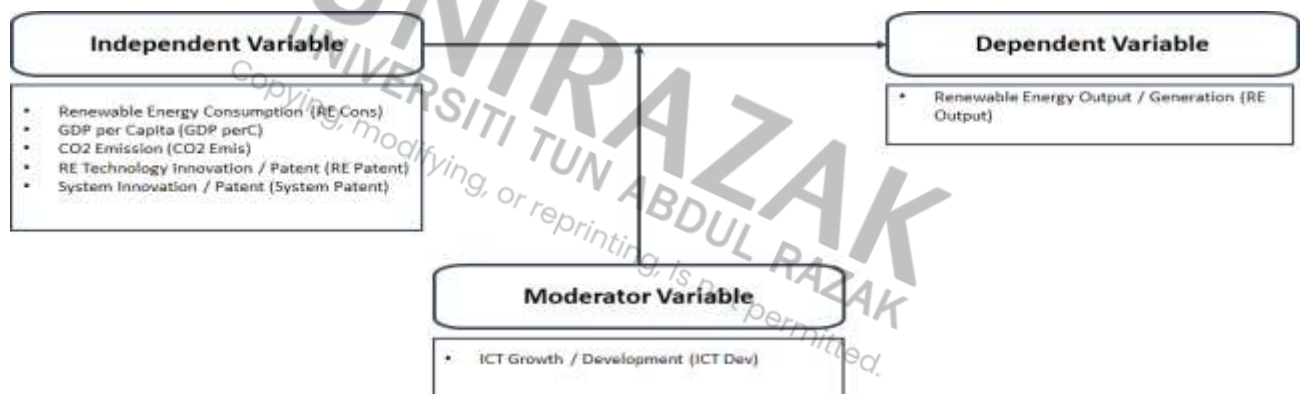 UNIRAZAK
UNIVERSITI TUN ABDUL RAZAK
Copying, modifying, or reprinting, is not permitted.
Independent Variable
• Renewable Energy Consumption (RE Cons)
• GDP per Capita (GDP perC)
• CO2 Emission (CO2 Emis)
• RE Technology Innovation / Patent (RE Patent)
• System Innovation / Patent (System Patent)
Dependent Variable
• Renewable Energy Output / Generation (RE
Output)
Moderator Variable
• ICT Growth / Development (ICT Dev)